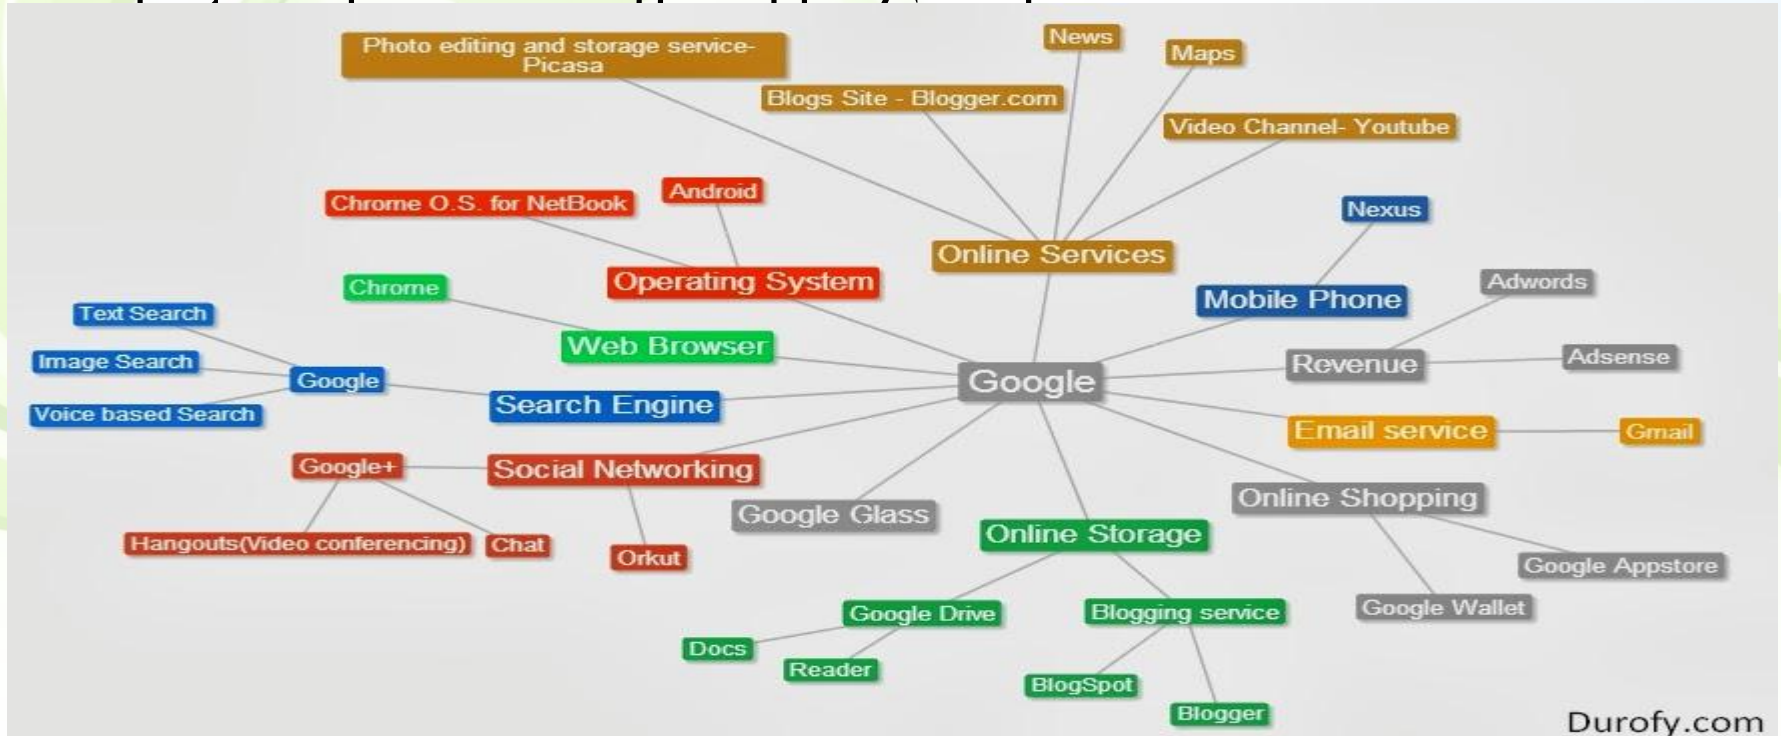 Photo editing and storage service-
Picasa
News
Maps
Blogs Site - Blogger.com
Video Channel- Youtube
Chrome O.S. for NetBook
Android
Nexus
Online Services
Operating System
Chrome
Mobile Phone
Adwords
Text Search
Web Browser
Revenue
Adsense
Image Search
Google
Google
Search Engine
Voice based Search
Email service
Gmail
Google+
Social Networking
Online Shopping
Google Glass
Online Storage
Hangouts(Video conferencing)
Chat
Orkut
Google Appstore
Google Drive
Blogging service
Google Wallet
Docs
Reader
BlogSpot
Blogger
Durofy.com